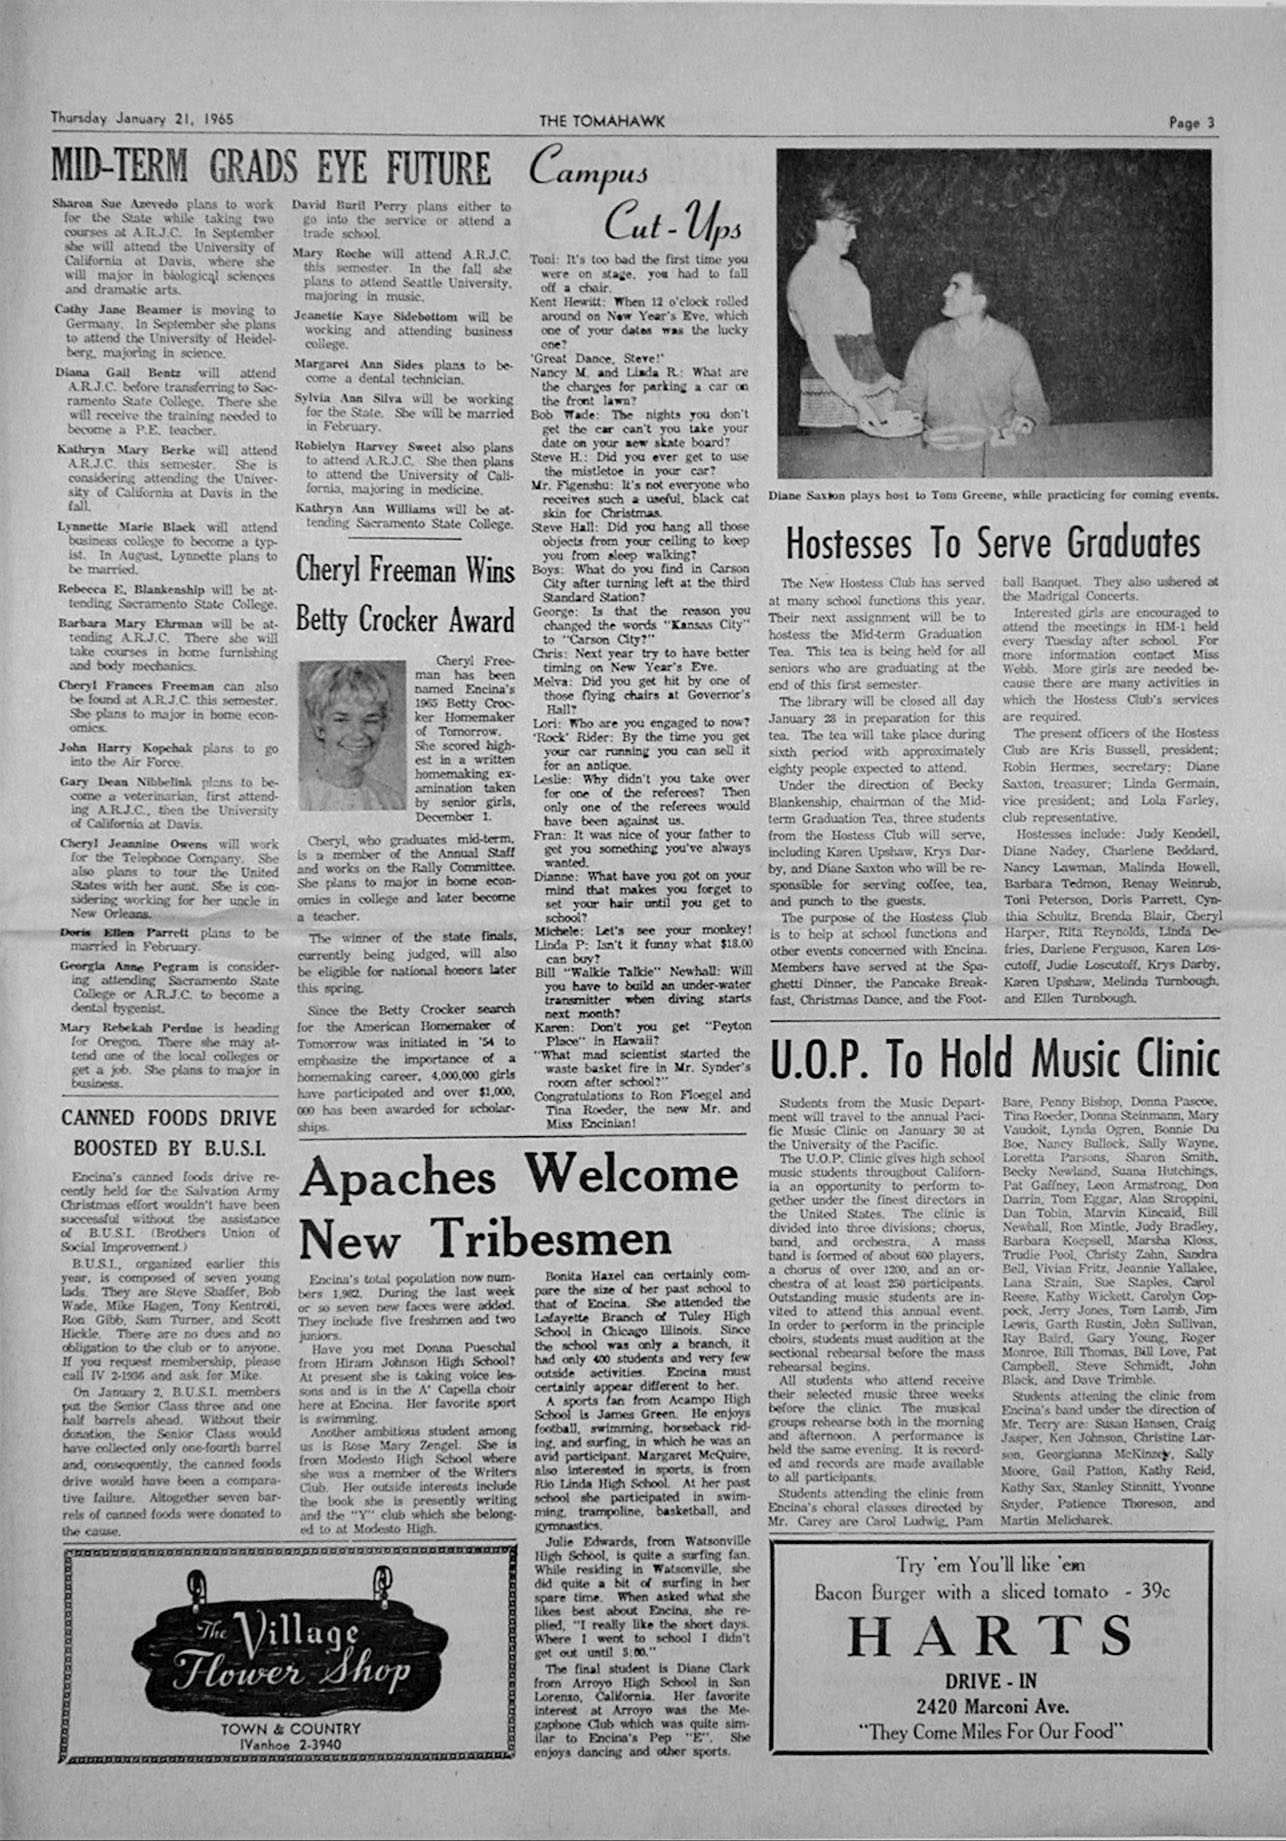 Thursday January 21, 1965
THE TOMAHAWK
Page 3
MID-TERM GRADS EYE FUTURE
Sharon Sue Azevedo plans to work
for the State while taking two
courses at A.R.J.C. In September
she will attend the University of
California at Davis, where she
will major in biological sciences
and dramatic arts.
Cathy Jane Beamer is moving to
Germany. In September she plans
to attend the University of Heidel-
berg, majoring in science.
Diana Gail Bentz will attend
A.R.J.C. before transferring to Sac-
ramento State College. There she
will receive the training needed to
become a P.E. teacher.
Kathryn Mary Berke will attend
A.R.J.C. this semester. She is
considering attending the Univer-
sity of California at Davis in the
fall.
Lynnette Marie Black will attend
business college to become a typ-
ist. In August, Lynnette plans to
be married.
Rebecca E. Blankenship will be at-
tending Sacramento State College.
Barbara Mary Ehrman will be at-
tending A.R.J.C. There she will
take courses in home furnishing
and body mechanics.
Cheryl Frances Freeman can also
be found at A.R.J.C. this semester.
She plans to major in home econ-
omics.
John Harry Kopchak plans to go
into the Air Force.
Gary Dean Nibbelink plans to be-
come a veterinarian, first attend-
ing A.R.J.C., then the University
of California at Davis.
Cheryl Jeannine Owens will work
for the Telephone Company. She
also plans to tour the United
States with her aunt. She is con-
sidering working for her uncle in
New Orleans.
Doris Ellen Parrett plans to be
married in February.
Georgia Anne Pegram is consider-
ing attending Sacramento State
College or A.R.J.C. to become a
dental hygenist.
Mary Rebekah Perdue is heading
for Oregon. There she may at-
tend one of the local colleges or
get a job. She plans to major in
business.
David Buril Perry plans either to
go into the service or attend a
trade school.
Mary Roche will attend A.R.J.C.
this semester. In the fall she
plans to attend Seattle University,
majoring in music.
Jeanette Kaye Sidebottom will be
working and attending business
college.
Margaret Ann Sides plans to be-
come a dental technician.
Sylvia Ann Silva will be working
for the State. She will be married
in February.
Robielyn Harvey Sweet also plans
to attend A.R.J.C. She then plans
to attend the University of Cali-
fornia, majoring in medicine.
Kathryn Ann Williams will be at-
tending Sacramento State College.
CANNED FOODS DRIVE
BOOSTED BY B.U.S.I.
Encina's canned foods drive re-
cently held for the Salvation Army
Christmas effort wouldn't have been
successful without the assistance
of B.U.S.I. (Brothers Union of
Social Improvement.)
B.U.S.I., organized earlier this
year, is composed of seven young
lads. They are Steve Shaffer, Bob
Wade, Mike Hagen, Tony Kentroti,
Ron Gibb, Sam Turner, and Scott
Hickle. There are no dues and no
obligation to the club or to anyone.
If you request membership, please
call IV 2-1936 and ask for Mike.
On January 2, B.U.S.I. members
put the Senior Class three and one
half barrels ahead. Without their
donation, the Senior Class would
have collected only one-fourth barrel
and, consequently, the canned foods
drive would have been a compara-
tive failure. Altogether seven bar-
rels of canned foods were donated to
the cause.
Cheryl Freeman Wins
Betty Crocker Award
Cheryl Free-
man has been
named Encina's
1965 Betty Croc-
ker Homemaker
of Tomorrow.
She scored high-
est in a written
homemaking ex-
amination taken
by senior girls,
December 1.
Cheryl, who graduates mid-term,
is a member of the Annual Staff
and works on the Rally Committee.
She plans to major in home econ-
omics in college and later become
a teacher.
The winner of the state finals,
currently being judged, will also
be eligible for national honors later
this spring.
Since the Betty Crocker search
for the American Homemaker of
Tomorrow was initiated in '54 to
emphasize the importance of a
homemaking career, 4,000,000 girls
have participated and over $1,000,
000 has been awarded for scholar-
ships.
Campus
Cut-Ups
Toni: It's too bad the first time you
were on stage, you had to fall
off a chair.
Kent Hewitt: When 12 o'clock rolled
around on New Year's Eve, which
one of your dates was the lucky
one?
'Great Dance, Steve!'
Nancy M. and Linda R.: What are
the charges for parking a car on
the front lawn?
Bob Wade: The nights you don't
get the car can't you take your
date on your new skate board?
Steve H.: Did you ever get to use
the mistletoe in your car?
Mr. Figenshu: It's not everyone who
receives such a useful, black cat
skin for Christmas.
Steve Hall: Did you hang all those
objects from your ceiling to keep
you from sleep walking?
Boys: What do you find in Carson
City after turning left at the third
Standard Station?
George: Is that the reason you
changed the words "Kansas City"
to "Carson City?"
Chris: Next year try to have better
timing on New Year's Eve.
Melva: Did you get hit by one of
those flying chairs at Governor's
Hall?
Lori: Who are you engaged to now?
'Rock' Rider: By the time you get
your car running you can sell it
for an antique.
Leslie: Why didn't you take over
for one of the referees? Then
only one of the referees would
have been against us.
Fran: It was nice of your father to
get you something you've always
wanted.
Dianne: What have you got on your
mind that makes you forget to
set your hair until you get to
school?
Michele: Let's see your monkey!
Linda P: Isn't it funny what $18.00
can buy?
Bill "Walkie Talkie" Newhall: Will
you have to build an under-water
transmitter when diving starts
next month?
Karen: Don't you get "Peyton
Place" in Hawaii?
"What mad scientist started the
waste basket fire in Mr. Synder's
room after school?"
Congratulations to Ron Floegel and
Tina Roeder, the new Mr. and
Miss Encinian!
Apaches Welcome
New Tribesmen
Encina's total population now num-
bers 1,982. During the last week
or so seven new faces were added.
They include five freshmen and two
juniors.
Have you met Donna Pueschal
from Hiram Johnson High School?
At present she is taking voice les-
sons and is in the A' Capella choir
here at Encina. Her favorite sport
is swimming.
Another ambitious student among
us is Rose Mary Zengel. She is
from Modesto High School where
she was a member of the Writers
Club. Her outside interests include
the book she is presently writing
and the "Y" club which she belong-
ed to at Modesto High.
Bonita Haxel can certainly com-
pare the size of her past school to
that of Encina. She attended the
Lafayette Branch of Tuley High
School in Chicago Illinois. Since
the school was only a branch, it
had only 400 students and very few
outside activities. Encina must
certainly appear different to her.
A sports fan from Acampo High
School is James Green. He enjoys
football, swimming, horseback rid-
ing, and surfing, in which he was an
avid participant. Margaret McQuire,
also interested in sports, is from
Rio Linda High School. At her past
school she participated in swim-
ming, trampoline, basketball, and
gymnastics.
Julie Edwards, from Watsonville
High School, is quite a surfing fan.
While residing in Watsonville, she
did quite a bit of surfing in her
spare time. When asked what she
likes best about Encina, she re-
plied, "I really like the short days.
Where I went to school I didn't
get out until 5:00."
The final student is Diane Clark
from Arroyo High School in San
Lorenzo, California. Her favorite
interest at Arroyo was the Me-
gaphone Club which was quite sim-
ilar to Encina's Pep "E". She
enjoys dancing and other sports.
Diane Saxton plays host to Tom Greene, while practicing for coming events.
Hostesses To Serve Graduates
The New Hostess Club has served
at many school functions this year.
Their next assignment will be to
hostess the Mid-term Graduation
Tea. This tea is being held for all
seniors who are graduating at the
end of this first semester.
The library will be closed all day
January 28 in preparation for this
tea. The tea will take place during
sixth period with approximately
eighty people expected to attend.
Under the direction of Becky
Blankenship, chairman of the Mid-
term Graduation Tea, three students
from the Hostess Club will serve,
including Karen Upshaw, Krys Dar-
by, and Diane Saxton who will be re-
sponsible for serving coffee, tea,
and punch to the guests.
The purpose of the Hostess Club
is to help at school functions and
other events concerned with Encina.
Members have served at the Spa-
ghetti Dinner, the Pancake Break-
fast, Christmas Dance, and the Foot-
ball Banquet. They also ushered at
the Madrigal Concerts.
Interested girls are encouraged to
attend the meetings in HM-1 held
every Tuesday after school. For
more information contact Miss
Webb. More girls are needed be-
cause there are many activities in
which the Hostess Club's services
are required.
The present officers of the Hostess
Club are Kris Bussell, president;
Robin Hermes, secretary; Diane
Saxton, treasurer; Linda Germain,
vice president; and Lola Farley,
club representative.
Hostesses include: Judy Kendell,
Diane Nadey, Charlene Beddard,
Nancy Lawman, Malinda Howell,
Barbara Tedmon, Renay Weinrub,
Toni Peterson, Doris Parrett, Cyn-
thia Schultz, Brenda Blair, Cheryl
Harper, Rita Reynolds, Linda De-
fries, Darlene Ferguson, Karen Los-
cutoff, Judie Loscutoff, Krys Darby,
Karen Upshaw, Melinda Turnbough,
and Ellen Turnbough.
U.O.P. To Hold Music Clinic
Students from the Music Depart-
ment will travel to the annual Paci-
fic Music Clinic on January 30 at
the University of the Pacific.
The U.O.P. Clinic gives high school
music students throughout Californ-
ia an opportunity to perform to-
gether under the finest directors in
the United States. The clinic is
divided into three divisions; chorus,
band, and orchestra. A mass
band is formed of about 600 players,
a chorus of over 1200, and an or-
chestra of at least 250 participants.
Outstanding music students are in-
vited to attend this annual event.
In order to perform in the principle
choirs, students must audition at the
sectional rehearsal before the mass
rehearsal begins.
All students who attend receive
their selected music three weeks
before the clinic. The musical
groups rehearse both in the morning
and afternoon. A performance is
held the same evening. It is record-
ed and records are made available
to all participants.
Students attending the clinic from
Encina's choral classes directed by
Mr. Carey are Carol Ludwig, Pam
Bare, Penny Bishop, Donna Pascoe,
Tina Roeder, Donna Steinmann, Mary
Vaudoit, Lynda Ogren, Bonnie Du
Boe, Nancy Bullock, Sally Wayne,
Loretta Parsons, Sharon Smith,
Becky Newland, Suana Hutchings,
Pat Gaffney, Leon Armstrong, Don
Darrin, Tom Eggar, Alan Stroppini,
Dan Tobin, Marvin Kincaid, Bill
Newhall, Ron Mintle, Judy Bradley,
Barbara Koepsell, Marsha Kloss,
Trudie Pool, Christy Zahn, Sandra
Bell, Vivian Fritz, Jeannie Yallalee,
Lana Strain, Sue Staples, Carol
Reese, Kathy Wickett, Carolyn Cop-
pock, Jerry Jones, Tom Lamb, Jim
Lewis, Garth Rustin, John Sullivan,
Ray Baird, Gary Young, Roger
Monroe, Bill Thomas, Bill Love, Pat
Campbell, Steve Schmidt, John
Black, and Dave Trimble.
Students attening the clinic from
Encina's band under the direction of
Mr. Terry are: Susan Hansen, Craig
Jasper, Ken Johnson, Christine Lar-
son, Georgianna McKinzey, Sally
Moore, Gail Patton, Kathy Reid,
Kathy Sax, Stanley Stinnitt, Yvonne
Snyder, Patience Thoreson, and
Martin Melicharek.
The Village
Flower Shop
TOWN & COUNTRY
IVanhoe 2-3940
Try 'em You'll like 'em
Bacon Burger with a sliced tomato - 39c
HARTS
DRIVE - IN
2420 Marconi Ave.
"They Come Miles For Our Food"